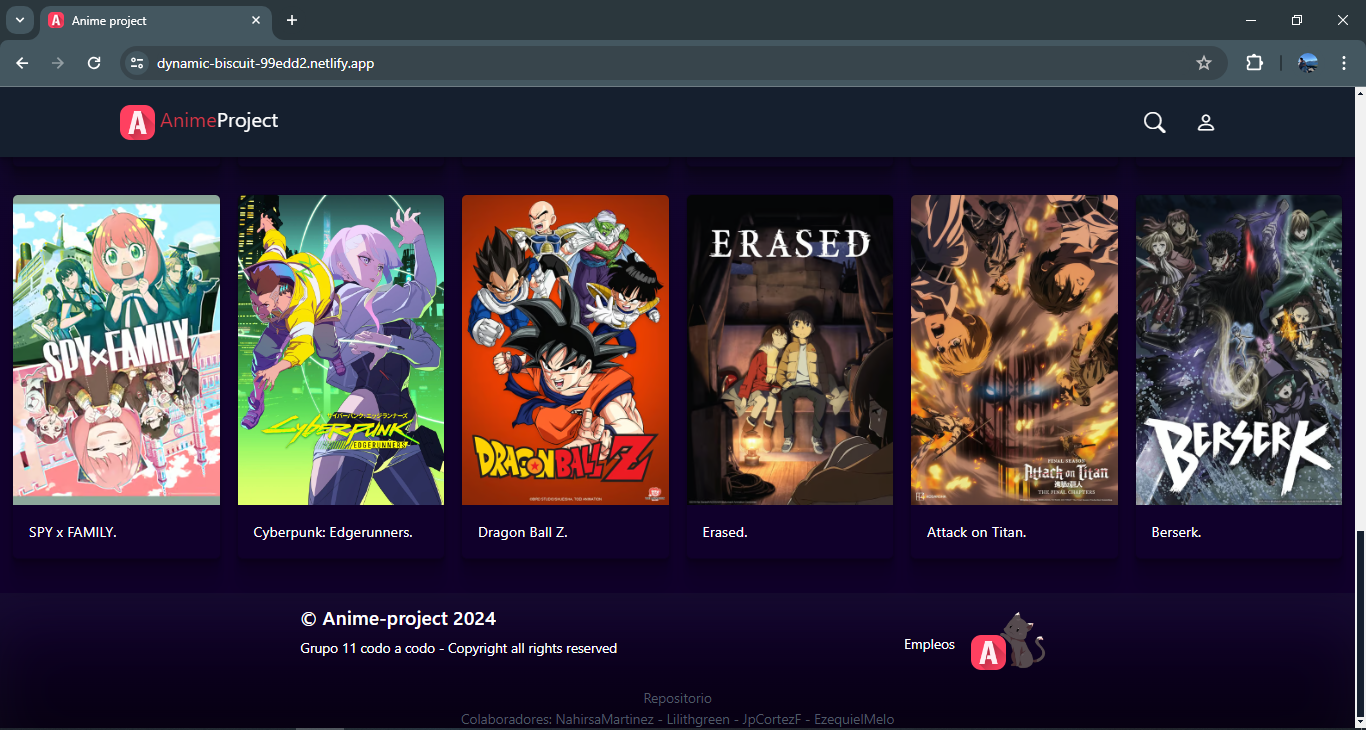 Anime project
dynamic-biscuit-99edd2.netlify.app
A AnimeProject
SPY×FAMILY
サイバーパンク エッジランナーズ
CYBERPUNK
EDGERUNNERS
DRAGON BALL Z
ERASED
FINAL SEASON
Attack on Titan
進撃の巨人
THE FINAL CHAPTERS
BERSERK
SPY x FAMILY.
Cyberpunk: Edgerunners.
Dragon Ball Z.
Erased.
Attack on Titan.
Berserk.
© Anime-project 2024
Grupo 11 codo a codo - Copyright all rights reserved
Empleos
A
Repositorio
Colaboradores: NahirsaMartinez - Lilithgreen - JpCortezF - EzequielMelo